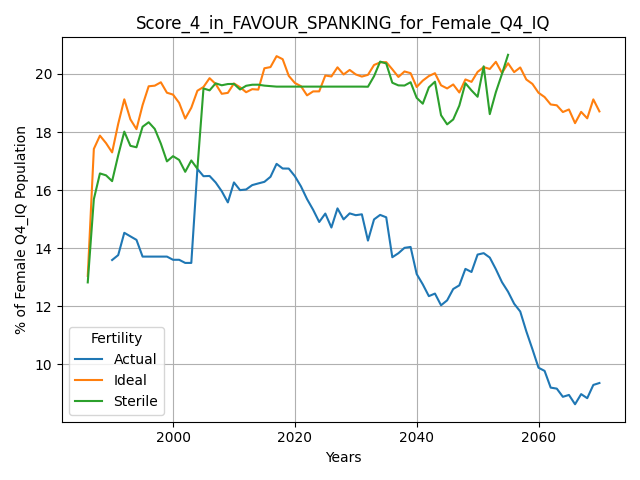 Score_4_in_FAVOUR_SPANKING_for_Female_Q4_IQ
% of Female Q4_IQ Population
20
18
16
14
12
10
Fertility
Actual
Ideal
Sterile
2000 2020 2040 2060
Years